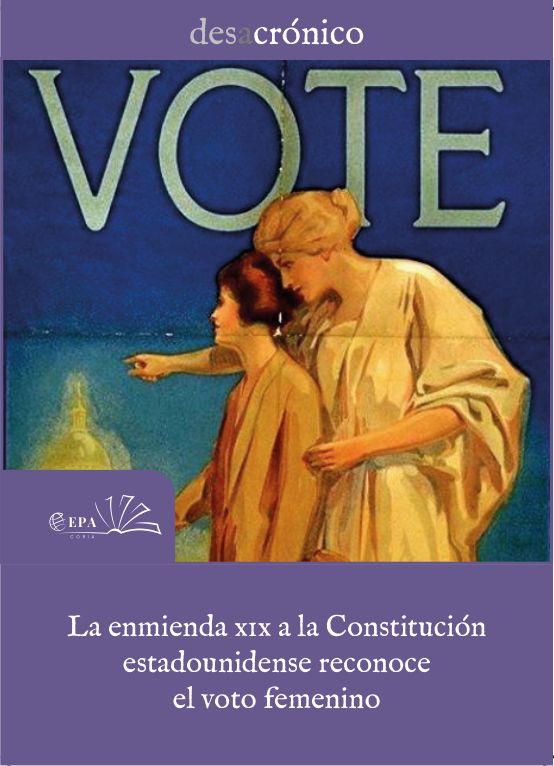 desacrónico
VOTE
EPA
CORIA
La enmienda XIX a la Constitución
estadounidense reconoce
el voto femenino